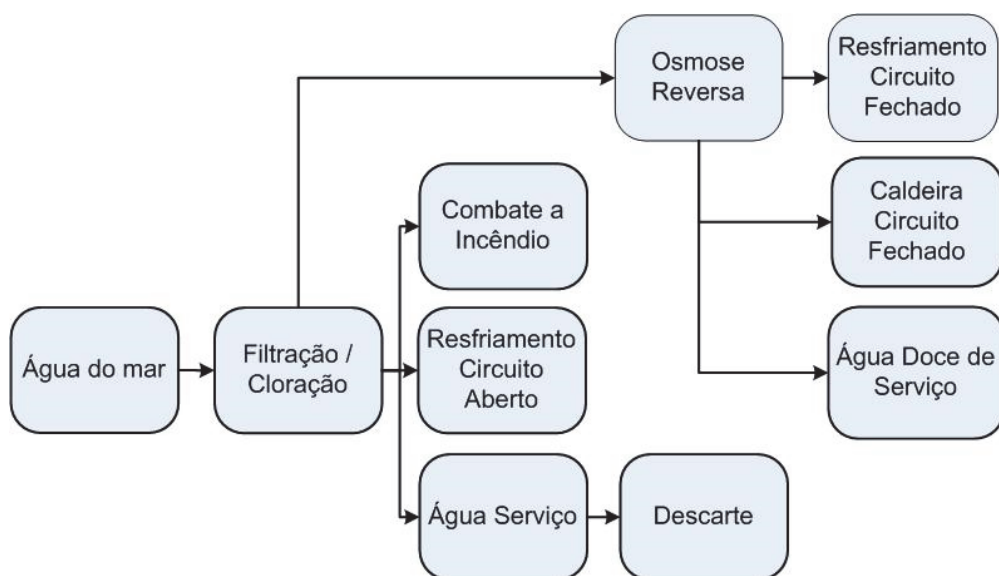 Osmose
Reversa
Resfriamento
Circuito
Fechado
Combate a
Incêndio
Caldeira
Circuito
Fechado
Água do mar
Filtração /
Cloração
Resfriamento
Circuito
Aberto
Água Doce de
Serviço
Água Serviço
Descarte